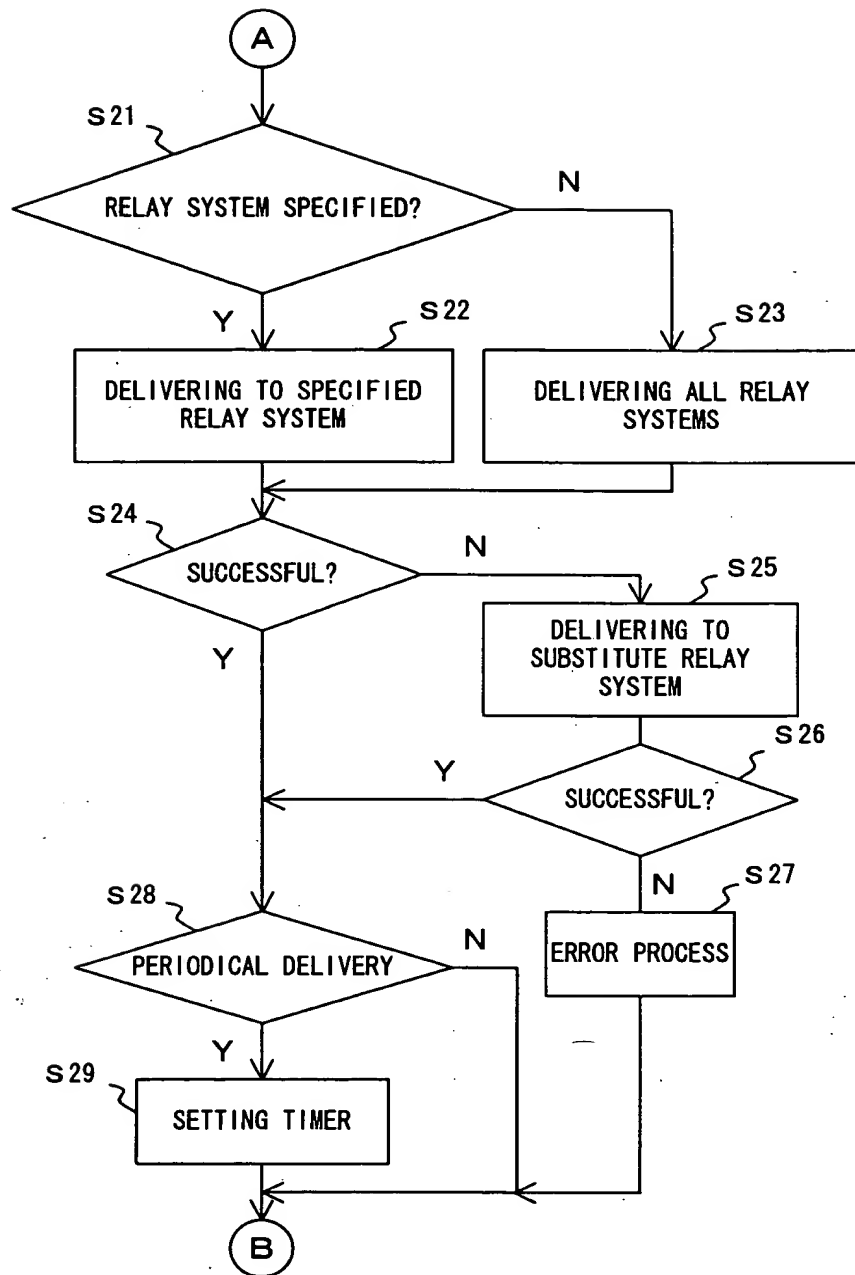 A
S21
RELAY SYSTEM SPECIFIED?
N
Y
S22
S23
DELIVERING TO SPECIFIED
RELAY SYSTEM
DELIVERING ALL RELAY
SYSTEMS
S24
SUCCESSFUL?
N
Y
S25
DELIVERING TO
SUBSTITUTE RELAY
SYSTEM
S26
SUCCESSFUL?
Y
N
S27
ERROR PROCESS
S28
PERIODICAL DELIVERY
N
Y
S29
SETTING TIMER
B